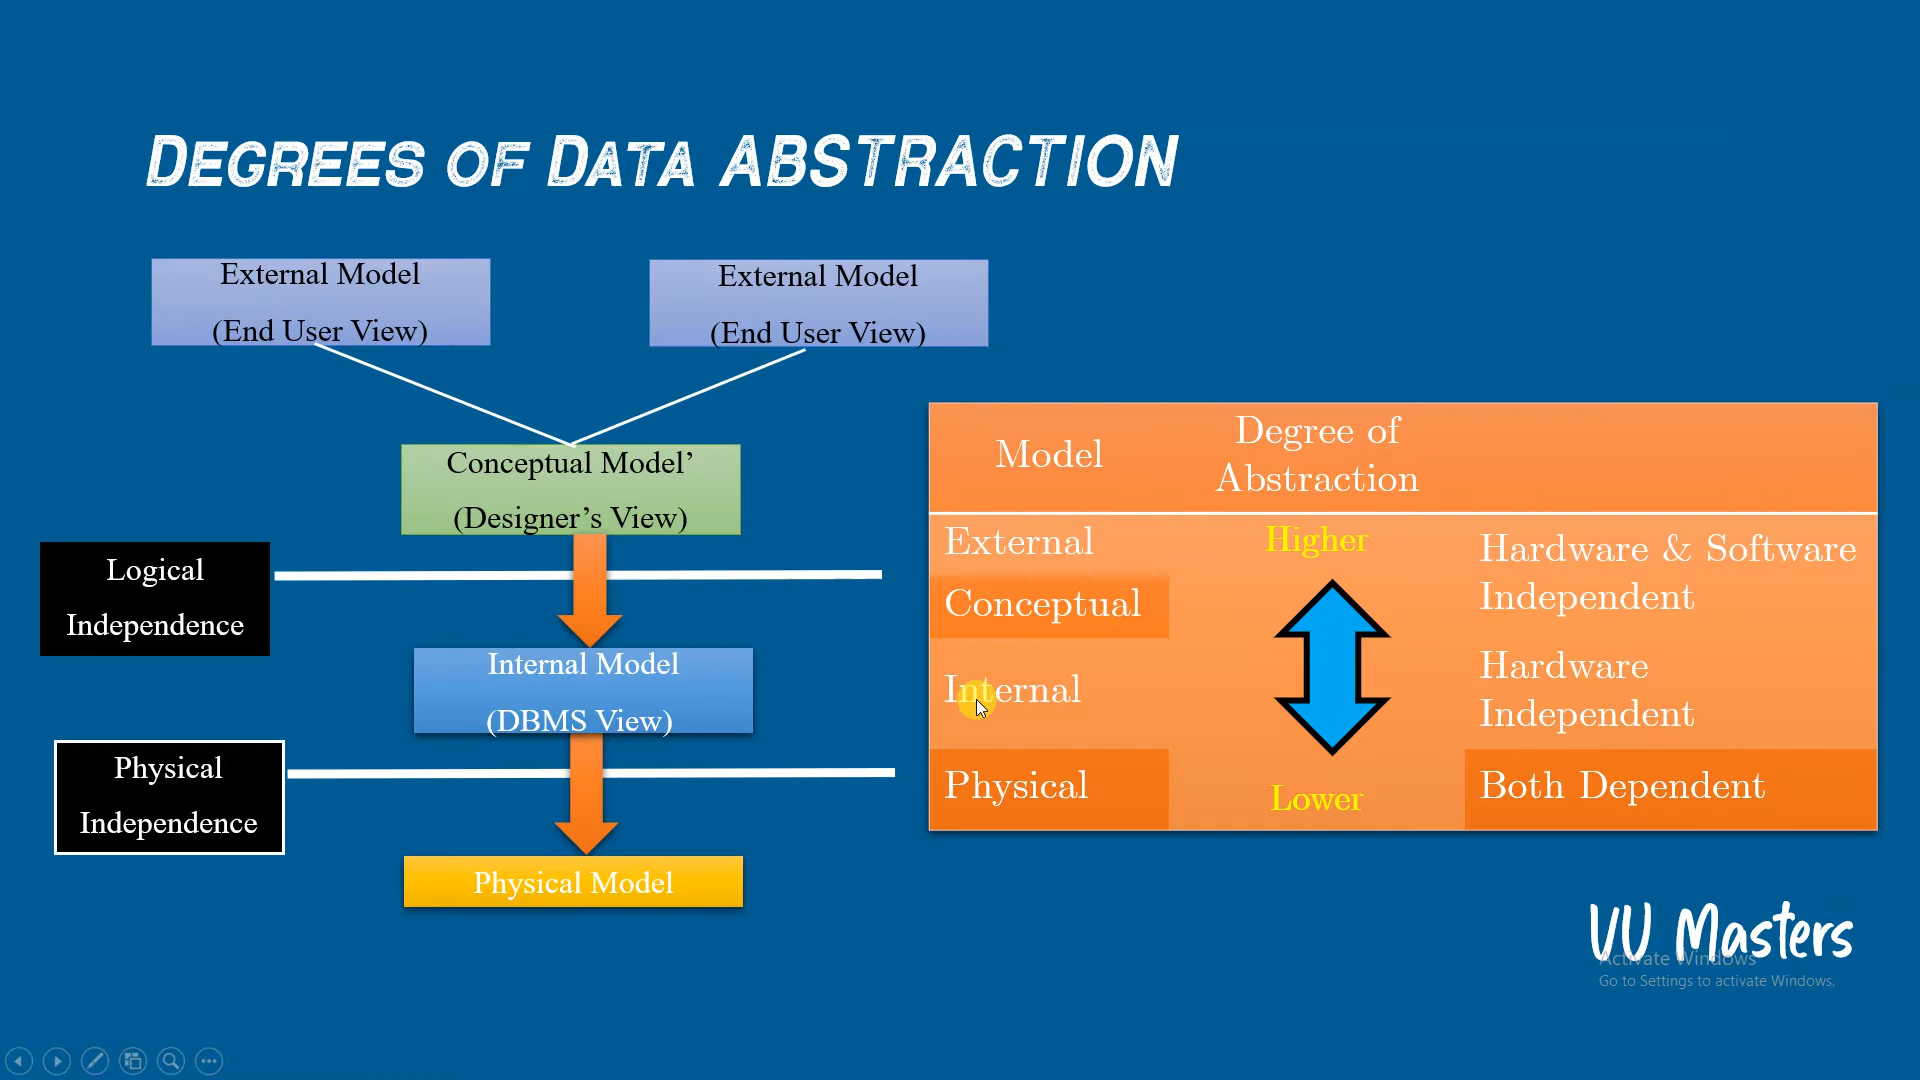 DEGREES OF DATA ABSTRACTION
External Model
(End User View)
External Model
(End User View)
Conceptual Model’
(Designer’s View)
Logical
Independence
Internal Model
(DBMS View)
Physical
Independence
Physical Model
Model
Degree of
Abstraction
External
Higher
Hardware & Software
Independent
Conceptual
Internal
Hardware
Independent
Physical
Lower
Both Dependent
VU Masters
Activate Windows
Go to Settings to activate Windows.